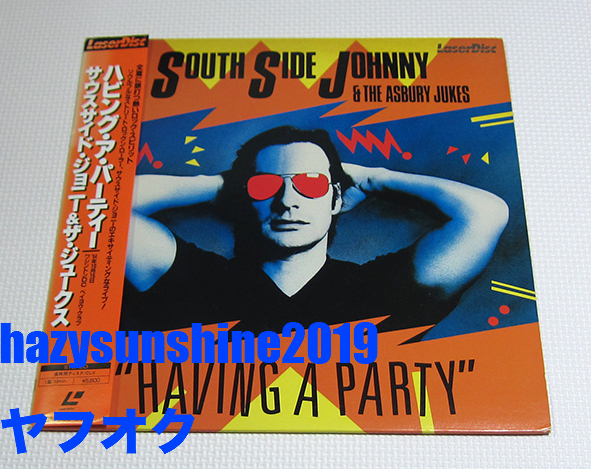 LaserDisc
ハビング・ア・パーティー
サウスサイド・ジョニー&ザ・ジュークス
LaserDisc
SOUTH SIDE JOHNNY
& THE ASBURY JUKES
"HAVING A PARTY"
¥5,800
hazysunshine2019
ヤフオク